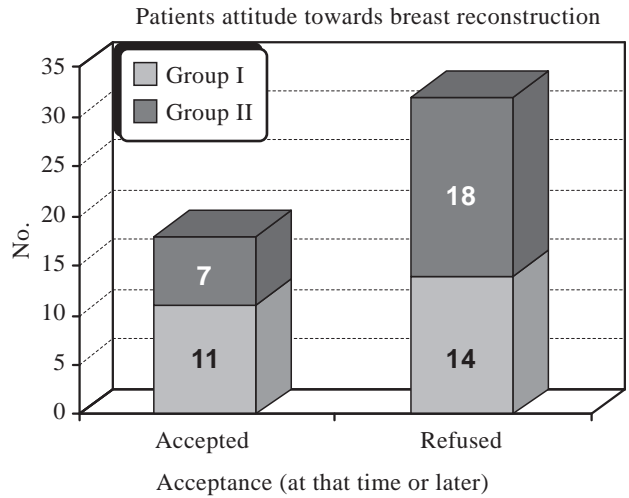 Patients attitude towards breast reconstruction
35
30
25
20
15
10
5
0
No.
Group I
Group II
7
11
18
14
Accepted
Refused
Acceptance (at that time or later)